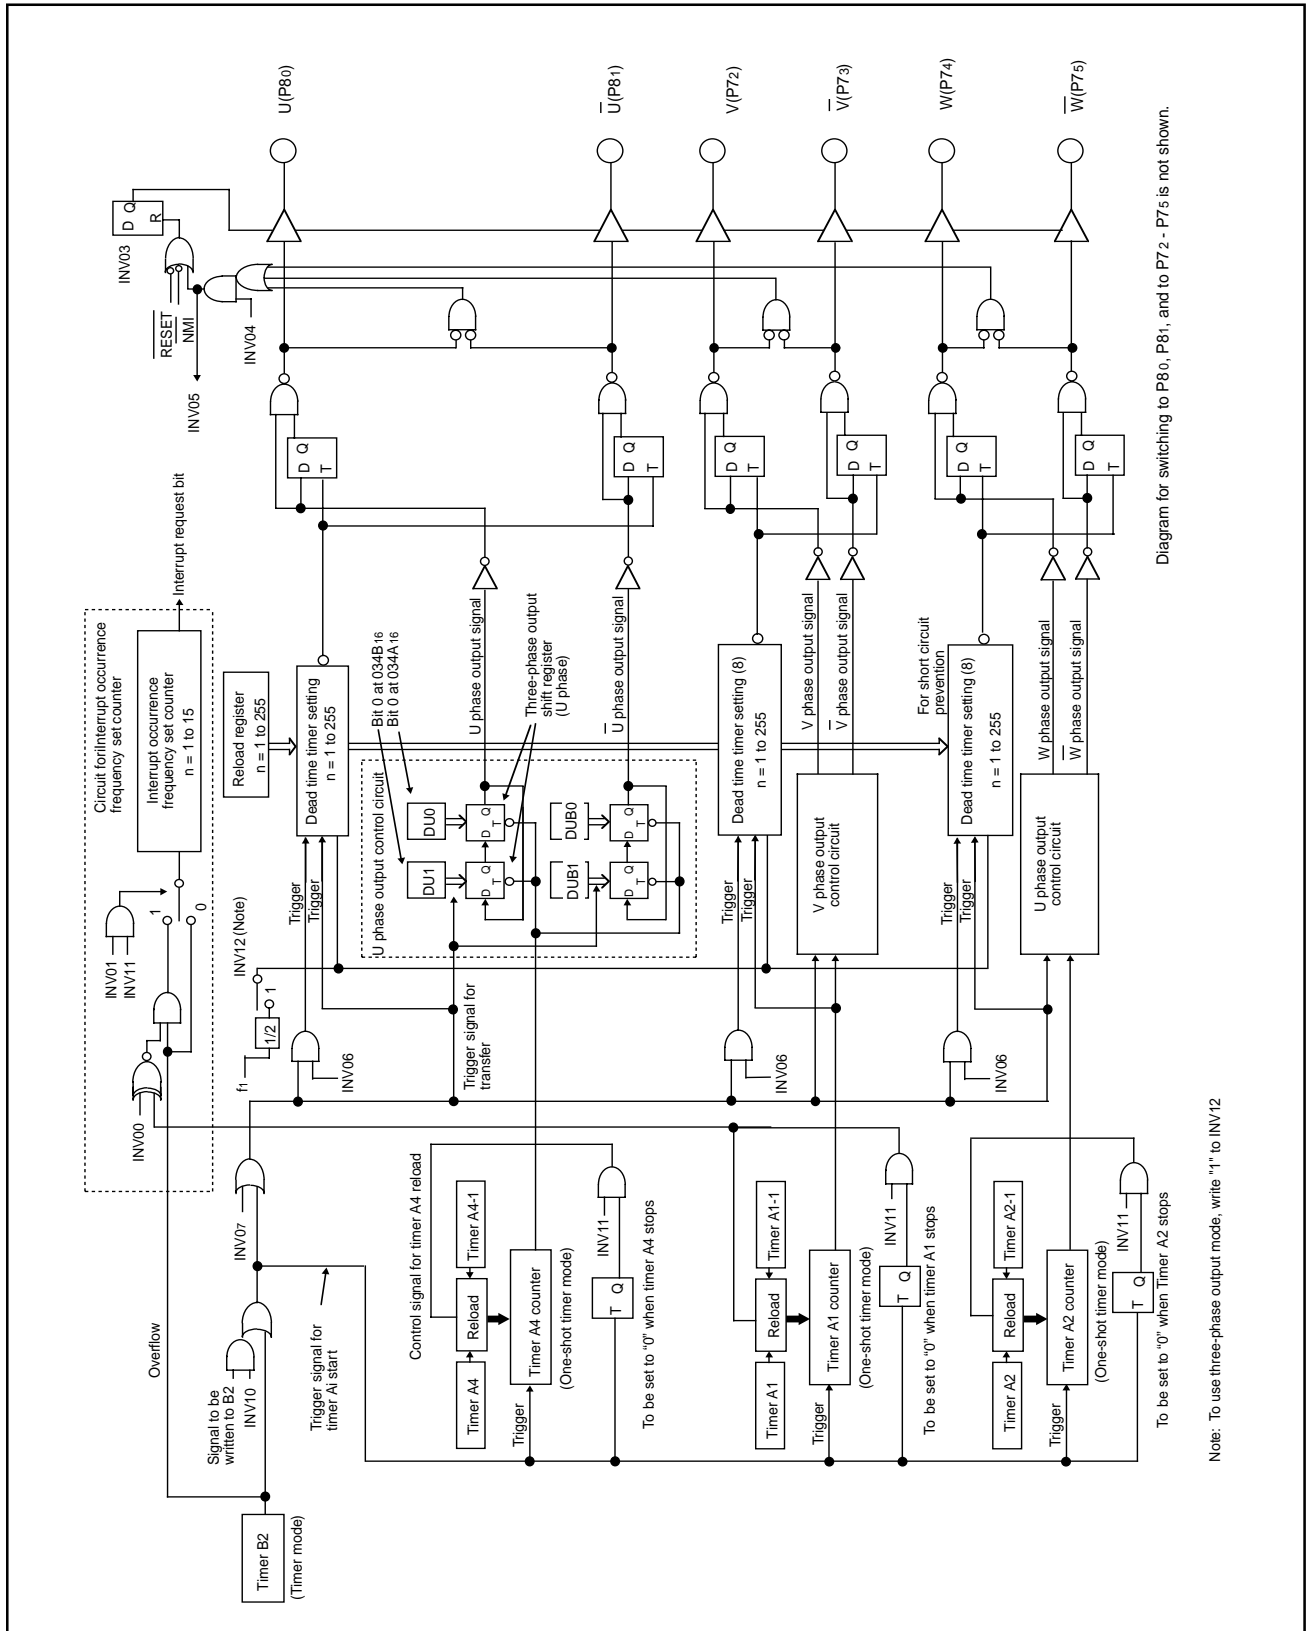 Diagram for switching to P80, P81, and to P72 - P75 is not shown.
Note: To use three-phase output mode, write "1" to INV12
U(P80)
U(P81)
V(P72)
V(P73)
W(P74)
W(P75)
INV03
D Q
R
RESET
NMI
INV04
INV05
Interrupt request bit
Circuit forIInterrupt occurrence
frequency set counter
Interrupt occurrence
frequency set counter
n = 1 to 15
INV01
INV11
1
0
INV00
Reload register
n = 1 to 255
Dead time timer setting
n = 1 to 255
INV12 (Note)
1
1/2
f1
Trigger
Trigger
INV06
D Q
T
D Q
T
U phase output signal
U phase output signal
Bit 0 at 034B16
Bit 0 at 034A16
Three-phase output
shift register
(U phase)
U phase output control circuit
DU1
DU0
D Q
T
D Q
T
DUB1
DUB0
D Q
T
D Q
T
Trigger signal for
transfer
Dead timer setting (8)
n = 1 to 255
Trigger
Trigger
INV06
D Q
T
D Q
T
V phase output signal
V phase output signal
V phase output
control circuit
For short circuit
prevention
Dead time setting (8)
n = 1 to 255
Trigger
Trigger
INV06
D Q
T
D Q
T
W phase output signal
W phase output signal
U phase output
control circuit
Overflow
Signal to be
written to B2
INV10
INV07
Trigger signal for
timer Ai start
Timer B2
(Timer mode)
Control signal for timer A4 reload
Timer A4
Reload
Timer A4-1
Trigger
Timer A4 counter
(One-shot timer mode)
INV11
T Q
To be set to “0” when timer A4 stops
Timer A1
Reload
Timer A1-1
Trigger
Timer A1 counter
(One-shot timer mode)
INV11
T Q
To be set to “0” when timer A1 stops
Timer A2
Reload
Timer A2-1
Trigger
Timer A2 counter
(One-shot timer mode)
INV11
T Q
To be set to “0” when Timer A2 stops